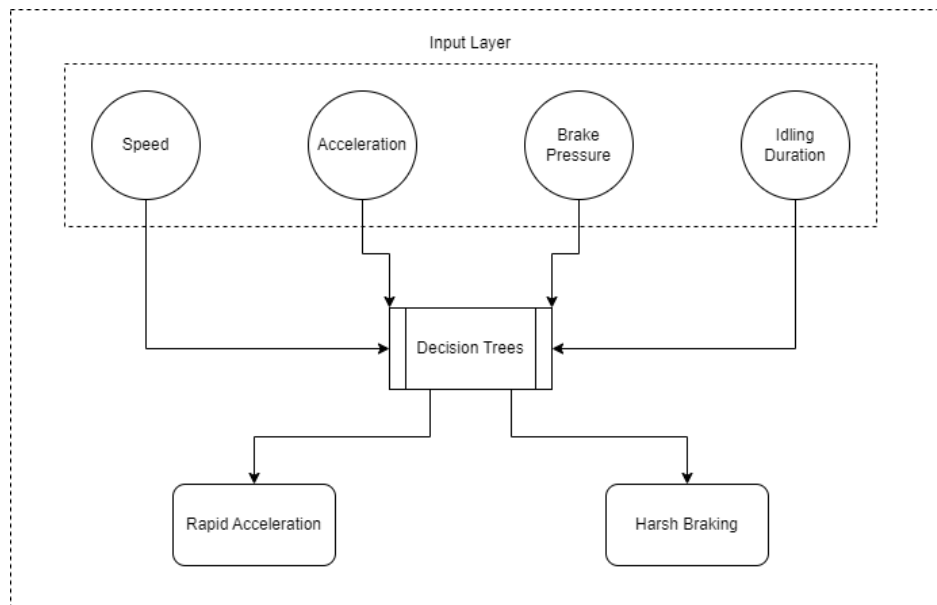 Input Layer
Speed
Acceleration
Brake
Pressure
Idling
Duration
Decision Trees
Rapid Acceleration
Harsh Braking